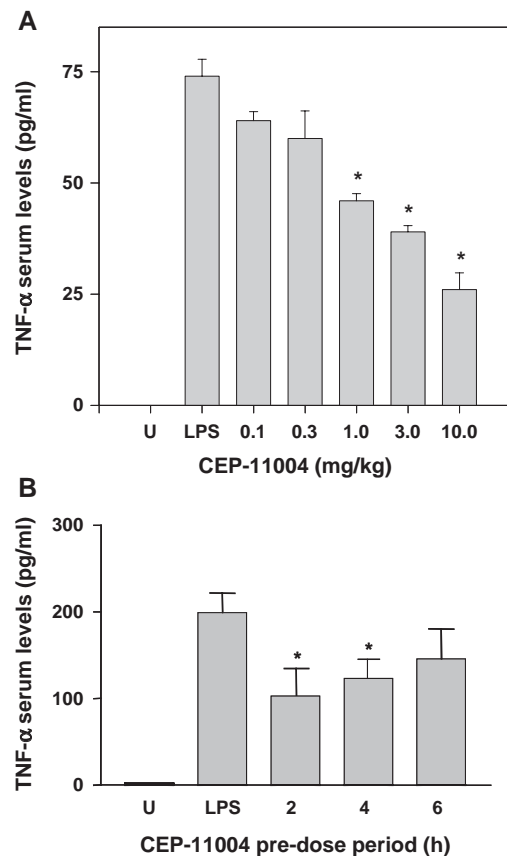 A
TNF-α serum levels (pg/ml)
75
50
25
0
*
*
*
U LPS 0.1 0.3 1.0 3.0 10.0
CEP-11004 (mg/kg)
B
TNF-α serum levels (pg/ml)
300
200
100
0
*
*
U LPS 2 4 6
CEP-11004 pre-dose period (h)